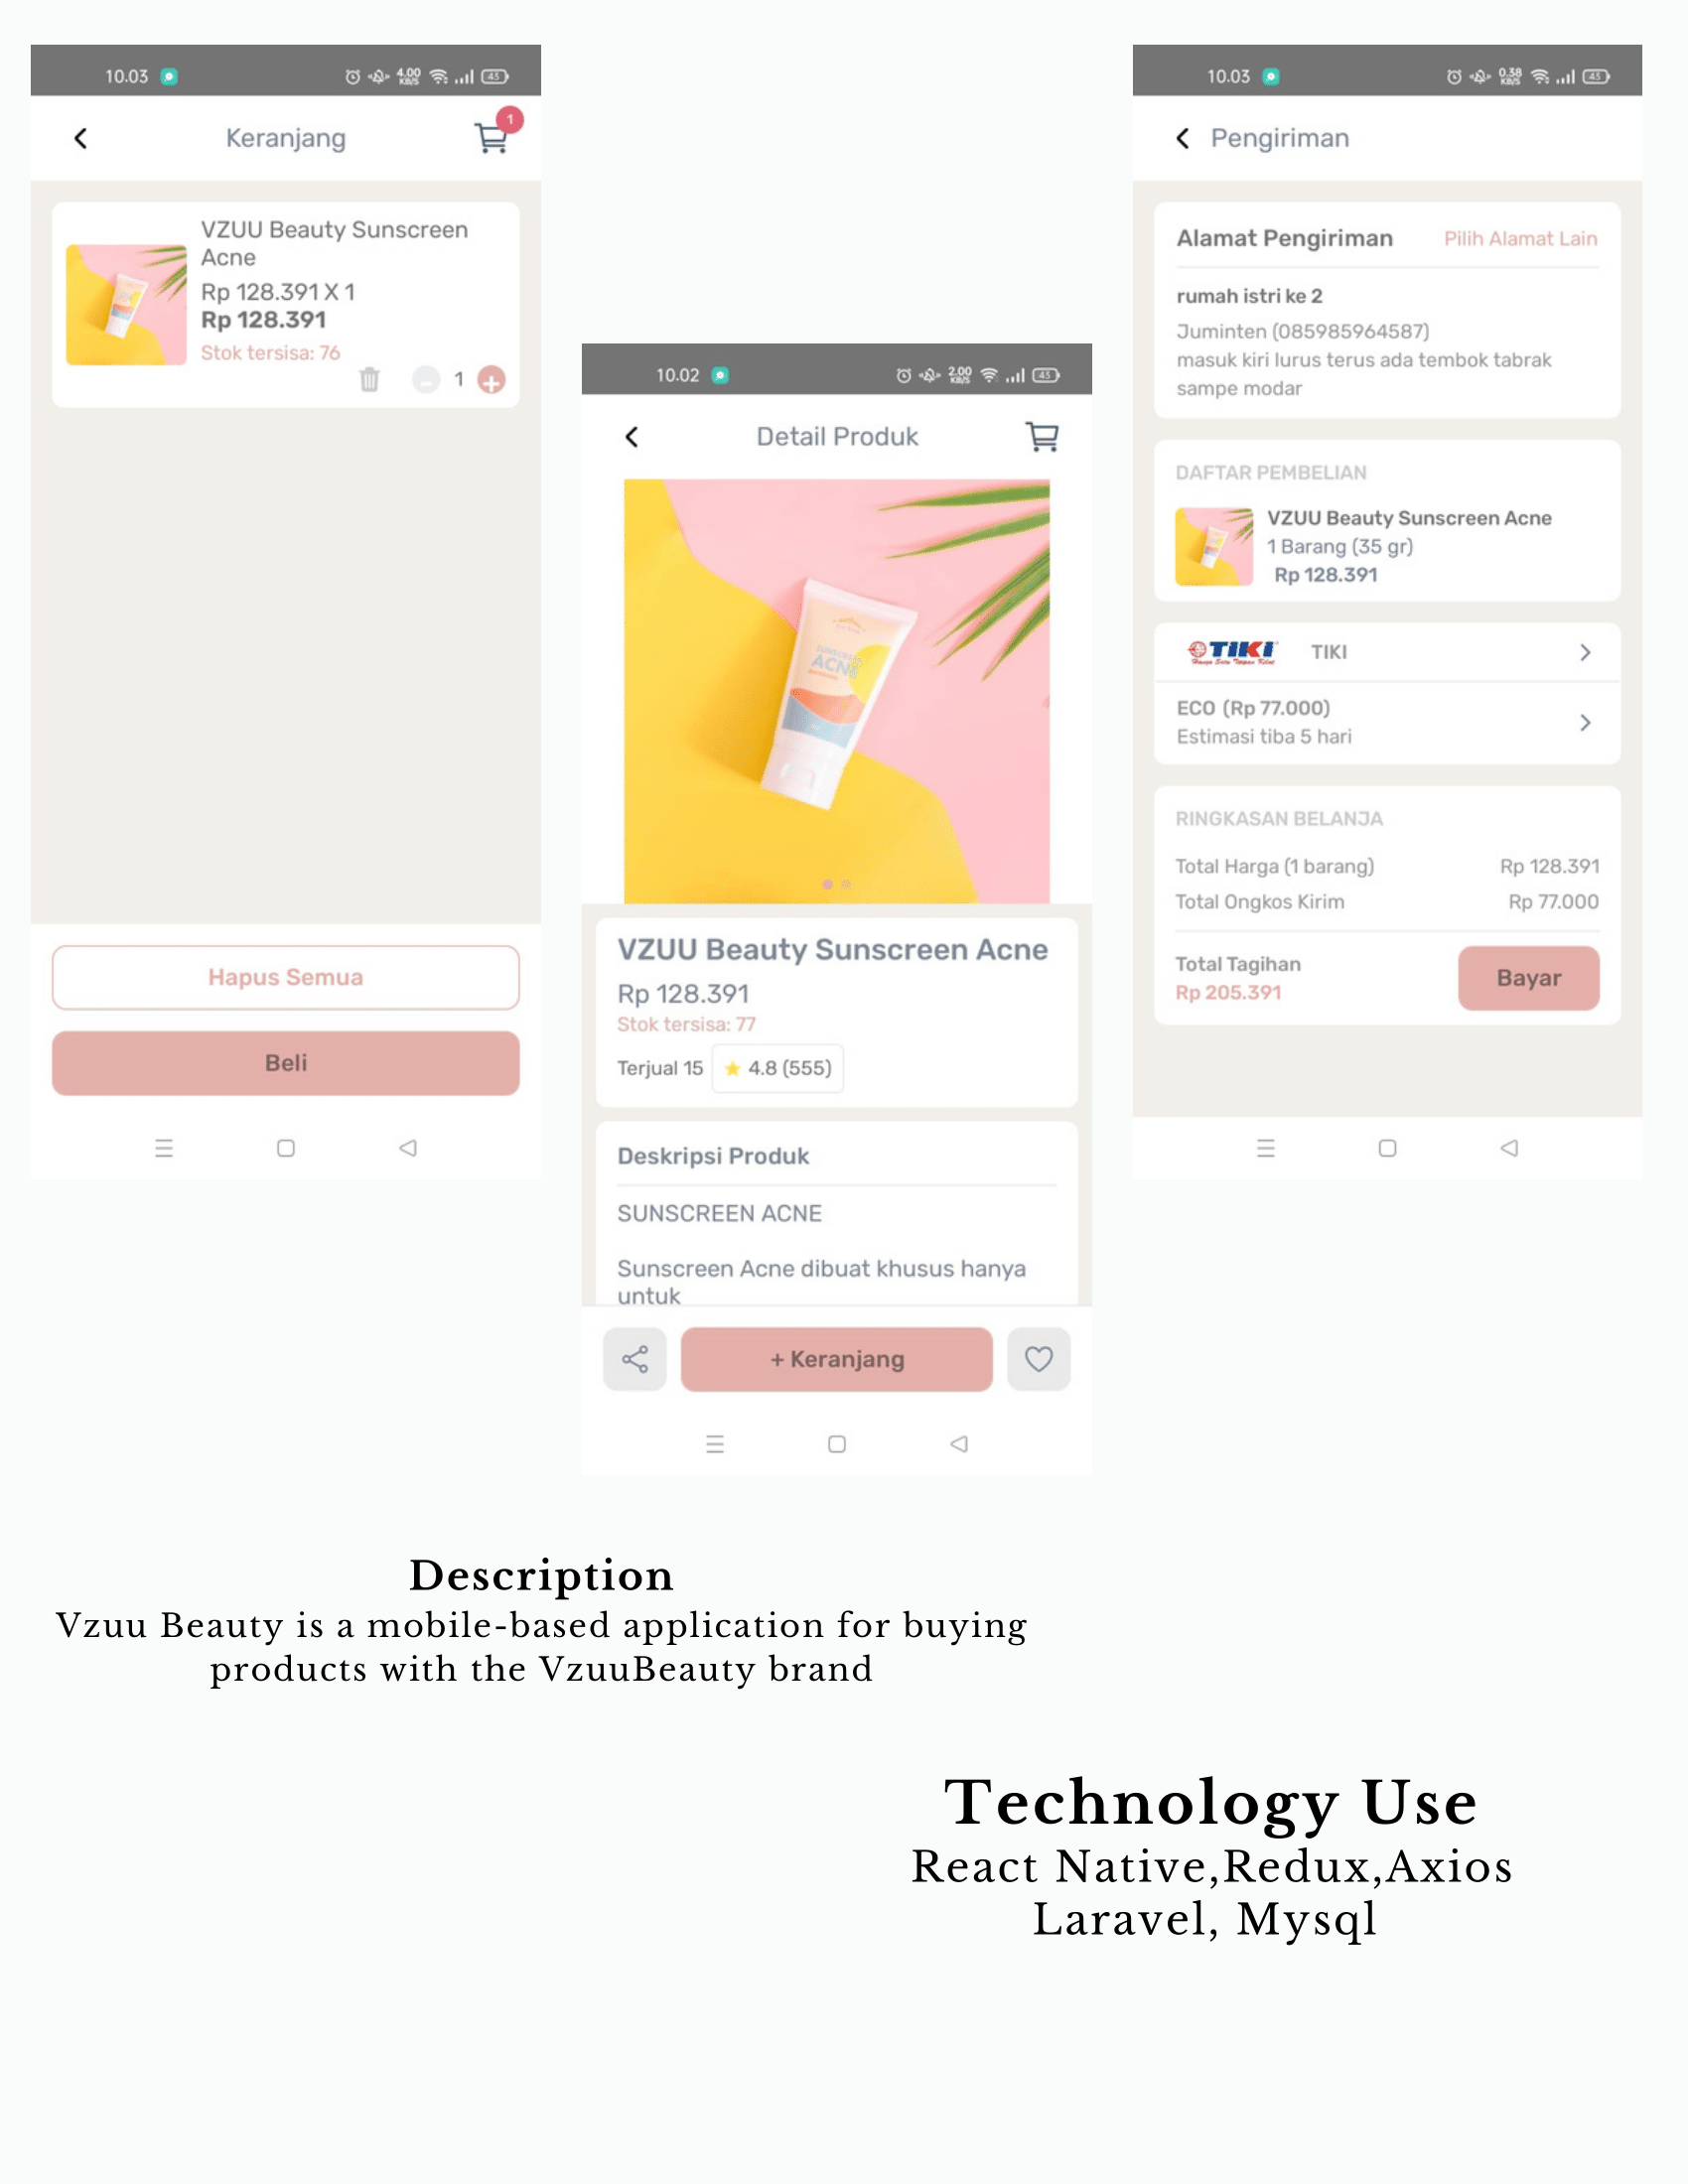 10.03
4.00 KB/S
45
Keranjang
1
VZUU Beauty Sunscreen
Acne
Rp 128.391 X 1
Rp 128.391
Stok tersisa: 76
- 1 +
Hapus Semua
Beli
10.02
2.00 KB/S
45
Detail Produk
SUNSCREEN
ACNE
VZUU Beauty Sunscreen Acne
Rp 128.391
Stok tersisa: 77
Terjual 15 4.8 (555)
Deskripsi Produk
SUNSCREEN ACNE
Sunscreen Acne dibuat khusus hanya
untuk
+ Keranjang
10.03
0.38 KB/S
45
Pengiriman
Alamat Pengiriman Pilih Alamat Lain
rumah istri ke 2
Juminten (085985964587)
masuk kiri lurus terus ada tembok tabrak
sampe modar
DAFTAR PEMBELIAN
VZUU Beauty Sunscreen Acne
1 Barang (35 gr)
Rp 128.391
TIKI TIKI
ECO (Rp 77.000)
Estimasi tiba 5 hari
RINGKASAN BELANJA
Total Harga (1 barang) Rp 128.391
Total Ongkos Kirim Rp 77.000
Total Tagihan
Rp 205.391
Bayar
Description
Vzuu Beauty is a mobile-based application for buying
products with the VzuuBeauty brand
Technology Use
React Native,Redux,Axios
Laravel, Mysql